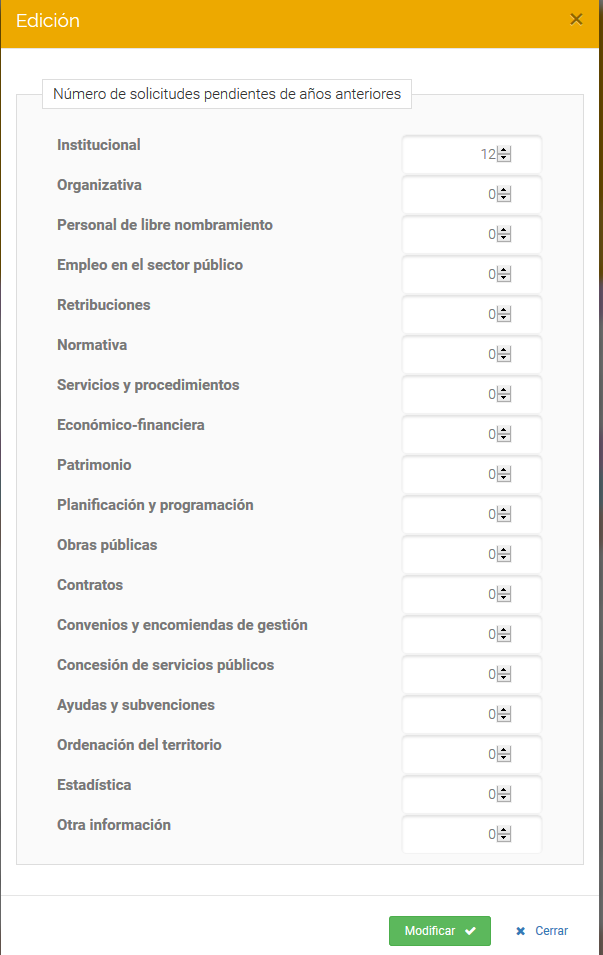 Edición
Número de solicitudes pendientes de años anteriores
Institucional 12
Organizativa 0
Personal de libre nombramiento 0
Empleo en el sector público 0
Retribuciones 0
Normativa 0
Servicios y procedimientos 0
Económico-financiera 0
Patrimonio 0
Planificación y programación 0
Obras públicas 0
Contratos 0
Convenios y encomiendas de gestión 0
Concesión de servicios públicos 0
Ayudas y subvenciones 0
Ordenación del territorio 0
Estadística 0
Otra información 0
Modificar Cerrar